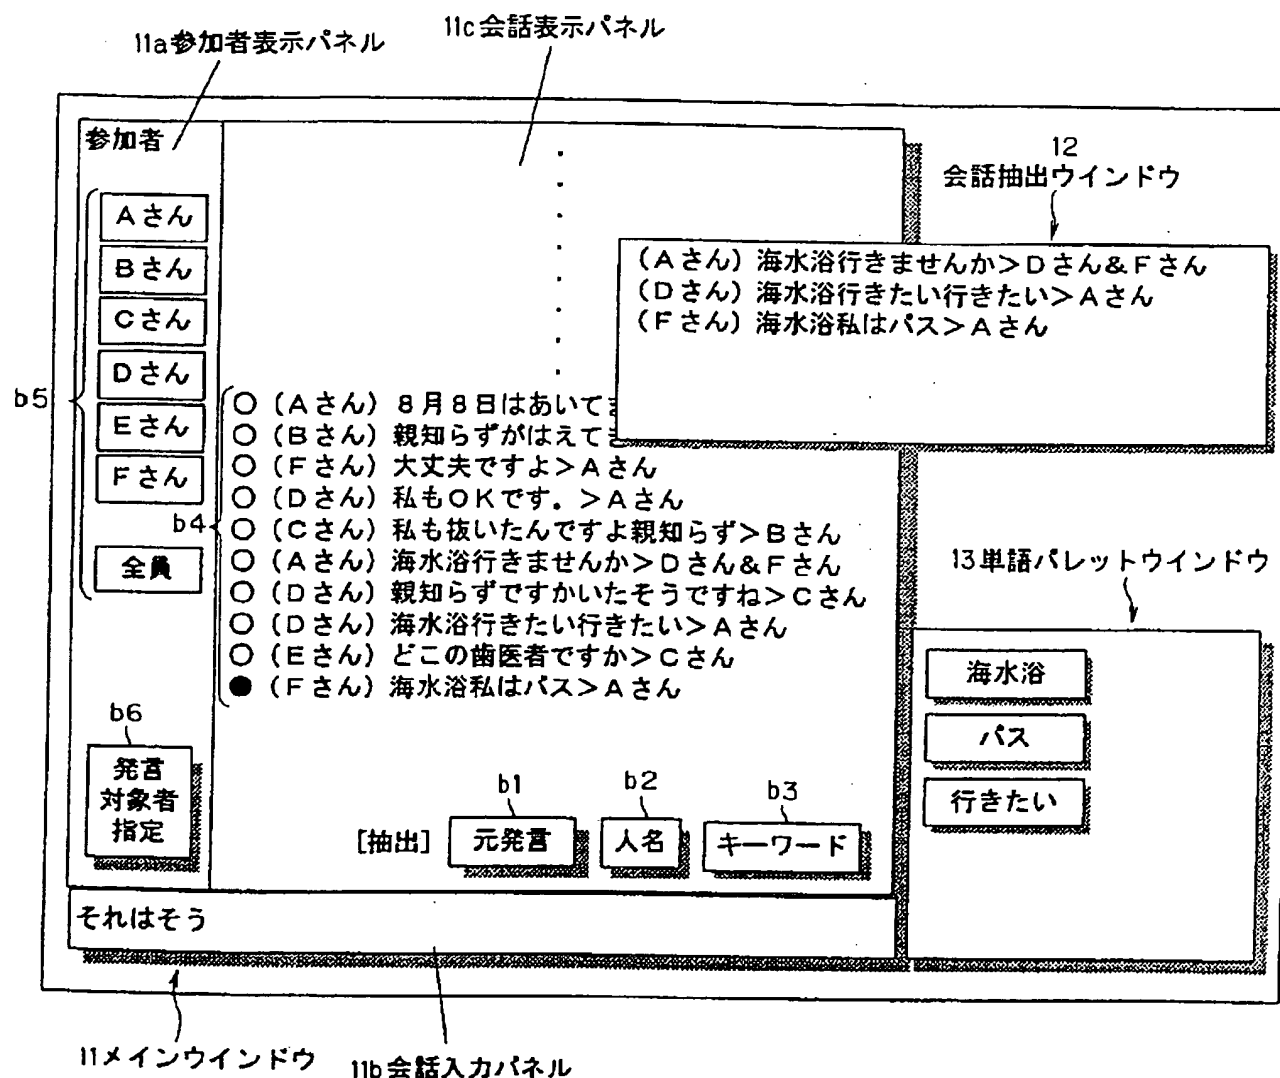 11a参加者表示パネル
11c会話表示パネル
参加者
12
会話抽出ウインドウ
Aさん
Bさん
Cさん
Dさん
Eさん
Fさん
全員
b5
(Aさん) 海水浴行きませんか>Dさん&Fさん
(Dさん) 海水浴行きたい行きたい>Aさん
(Fさん) 海水浴私はパス>Aさん
b4
○ (Aさん) 8月8日はあいてま
○ (Bさん) 親知らずがはえてき
○ (Fさん) 大丈夫ですよ>Aさん
○ (Dさん) 私もOKです.>Aさん
○ (Cさん) 私も抜いたんですよ親知らず>Bさん
○ (Aさん) 海水浴行きませんか>Dさん&Fさん
○ (Dさん) 親知らずですかいたそうですね>Cさん
○ (Dさん) 海水浴行きたい行きたい>Aさん
○ (Eさん) どこの歯医者ですか>Cさん
● (Fさん) 海水浴私はパス>Aさん
13単語パレットウインドウ
海水浴
パス
行きたい
b6
発言
対象者
指定
b1
b2
b3
[抽出] 元発言 人名 キーワード
それはそう
11メインウインドウ
11b会話入力パネル